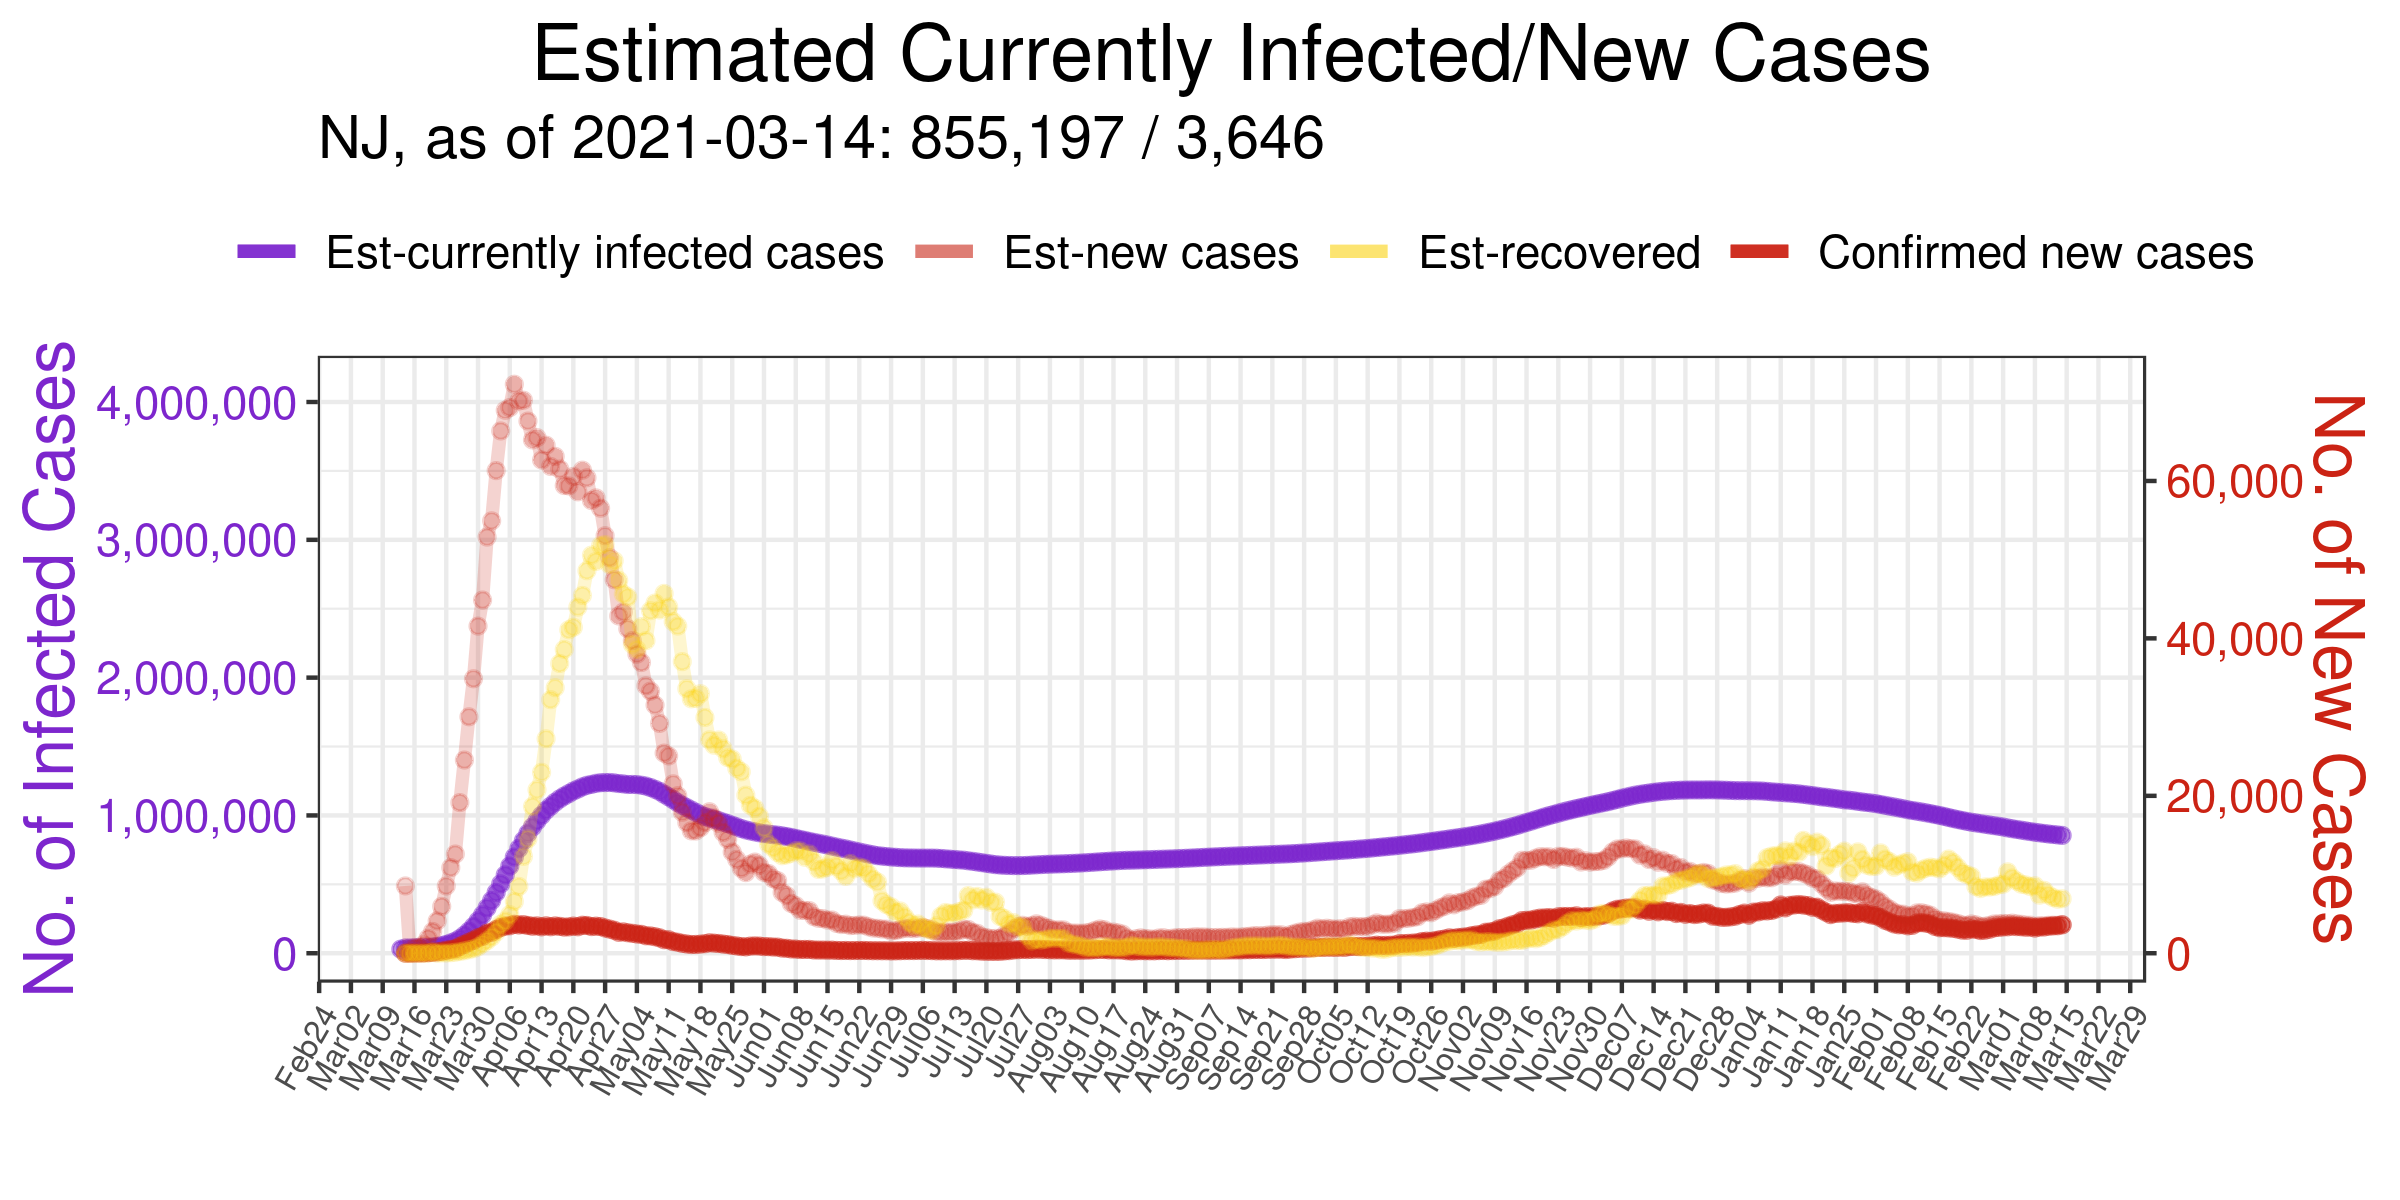 Estimated Currently Infected/New Cases
NJ, as of 2021-03-14: 855,197 / 3,646
Est-currently infected cases Est-new cases Est-recovered Confirmed new cases
No. of Infected Cases
4,000,000
3,000,000
2,000,000
1,000,000
0
60,000
40,000
20,000
0
No. of New Cases
Feb24 Mar02 Mar09 Mar16 Mar23 Mar30 Apr06 Apr13 Apr20 Apr27 May04 May11 May18 May25 Jun01 Jun08 Jun15 Jun22 Jun29 Jul06 Jul13 Jul20 Jul27 Aug03 Aug10 Aug17 Aug24 Aug31 Sep07 Sep14 Sep21 Sep28 Oct05 Oct12 Oct19 Oct26 Nov02 Nov09 Nov16 Nov23 Nov30 Dec07 Dec14 Dec21 Dec28 Jan04 Jan11 Jan18 Jan25 Feb01 Feb08 Feb15 Feb22 Mar01 Mar08 Mar15 Mar22 Mar29